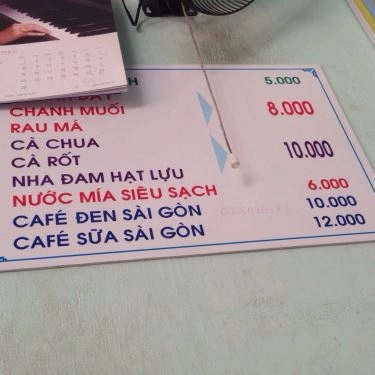 5.000
CHANH MUỐI 8.000
RAU MÁ
CÀ CHUA
CÀ RỐT 10.000
NHA ĐAM HẠT LỰU
NƯỚC MÍA SIÊU SẠCH 6.000
CAFÉ ĐEN SÀI GÒN 10.000
CAFÉ SỮA SÀI GÒN 12.000